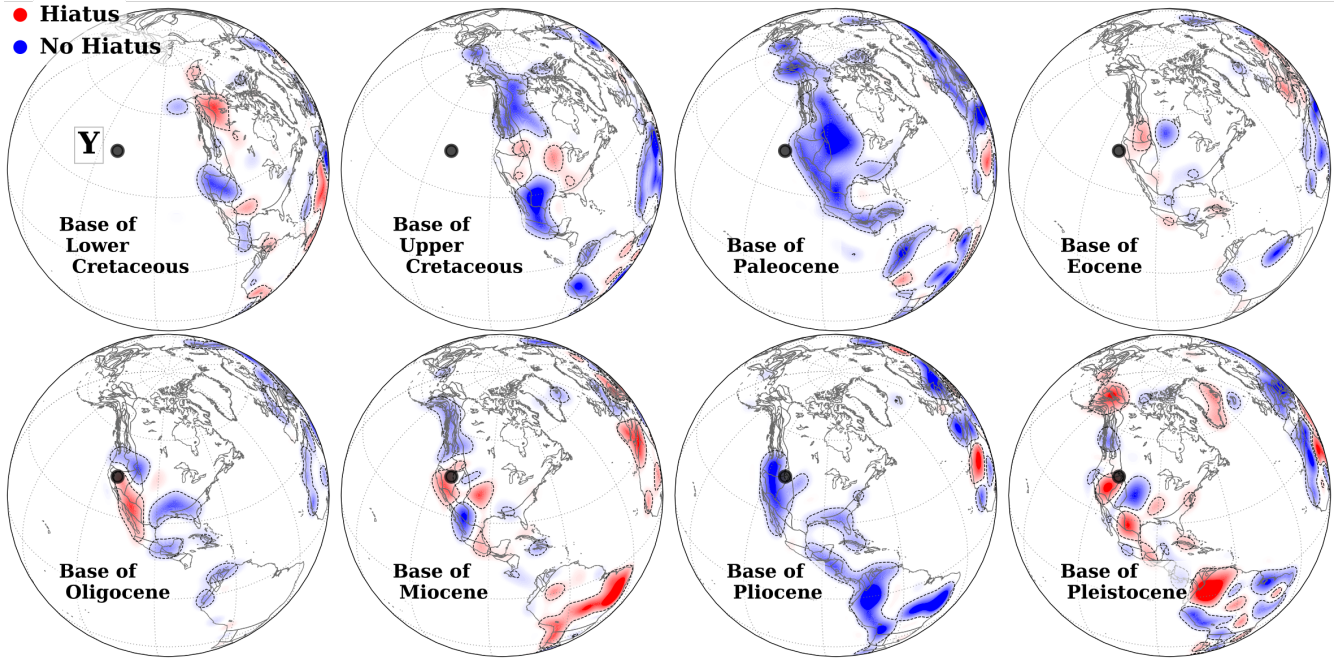 Hiatus
No Hiatus
Y
Base of
Lower
Cretaceous
Base of
Upper
Cretaceous
Base of
Paleocene
Base of
Eocene
Base of
Oligocene
Base of
Miocene
Base of
Pliocene
Base of
Pleistocene